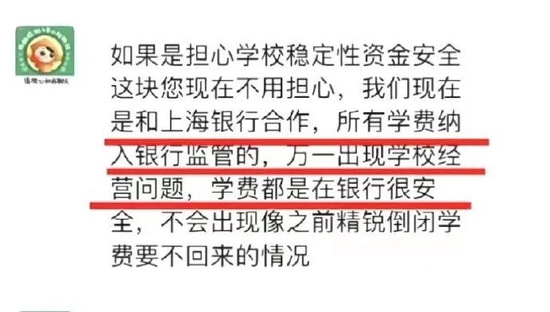 如果是担心学校稳定性资金安全
这块您现在不用担心，我们现在
是和上海银行合作，所有学费纳
入银行监管的，万一出现学校经
营问题，学费都是在银行很安
全，不会出现像之前精锐倒闭学
费要不回来的情况